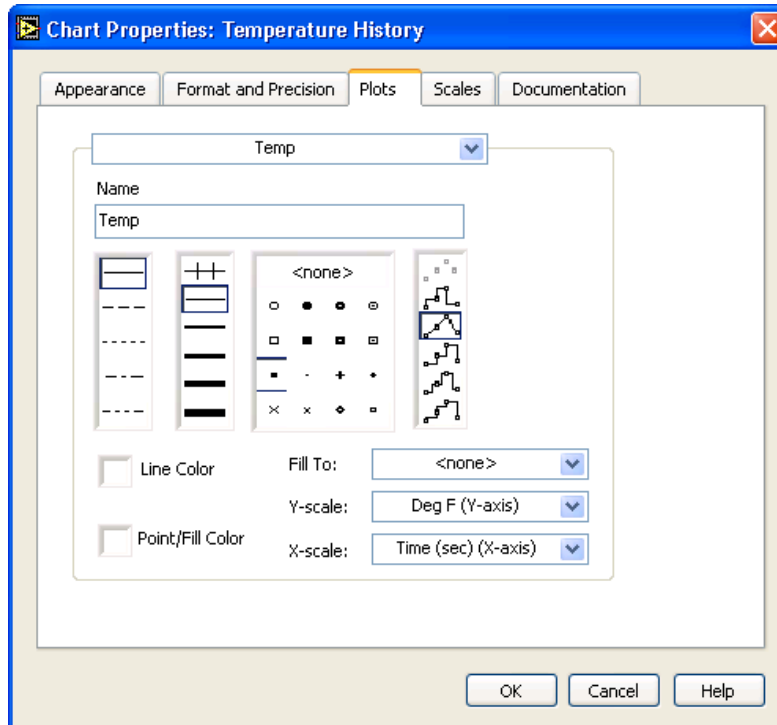 Chart Properties: Temperature History
Appearance Format and Precision Plots Scales Documentation
Temp
Name
Temp
<none>
Line Color
Fill To: <none>
Y-scale: Deg F (Y-axis)
Point/Fill Color
X-scale: Time (sec) (X-axis)
OK Cancel Help